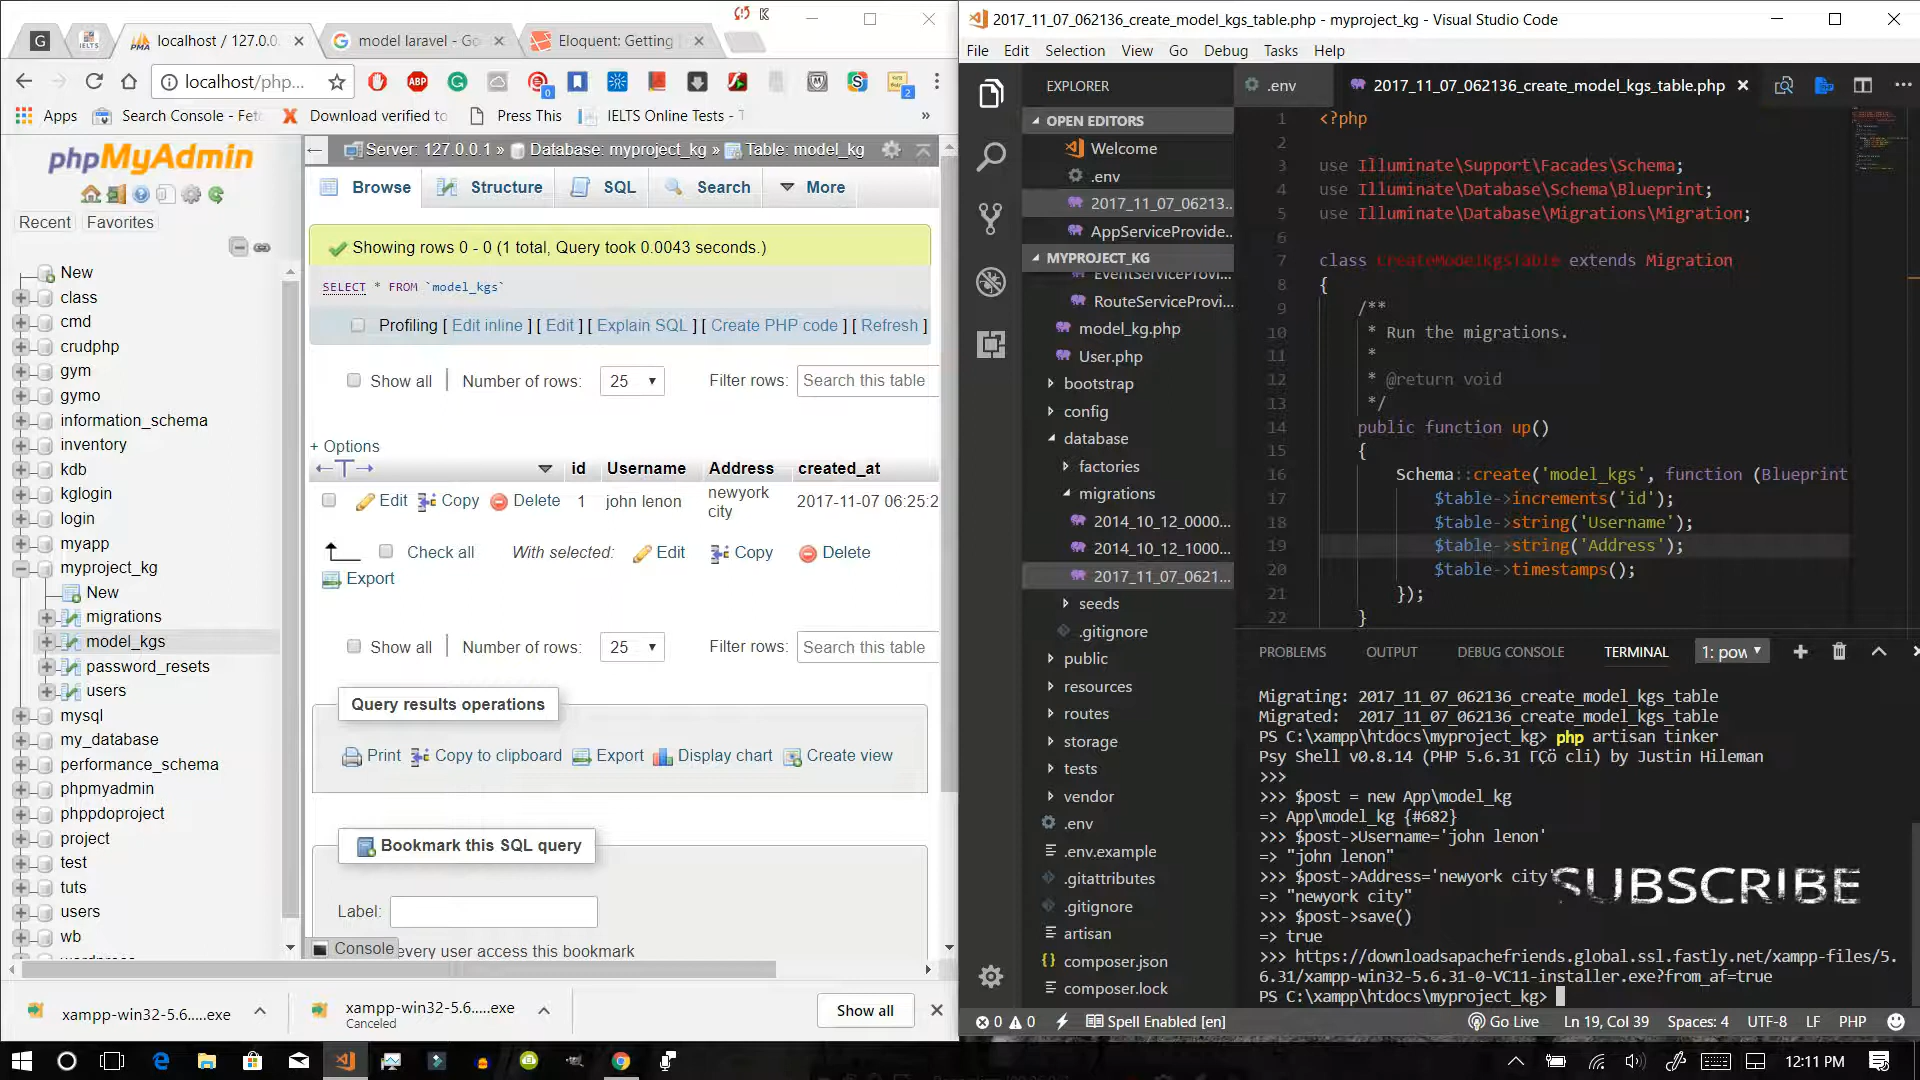 localhost / 127.0.0.
model laravel - Go
Eloquent: Getting
localhost/php...
Apps
Search Console - Fet
Download verified to
Press This
IELTS Online Tests - T
»
phpMyAdmin
Recent
Favorites
New
class
cmd
crudphp
gym
gymo
information_schema
inventory
kdb
kglogin
login
myapp
myproject_kg
New
migrations
model_kgs
password_resets
users
mysql
my_database
performance_schema
phpmyadmin
phppdoproject
project
test
tuts
users
wb
Server: 127.0.0.1 » Database: myproject_kg » Table: model_kg
Browse
Structure
SQL
Search
More
Showing rows 0 - 0 (1 total, Query took 0.0043 seconds.)
SELECT * FROM `model_kgs`
Profiling [ Edit inline ] [ Edit ] [ Explain SQL ] [ Create PHP code ] [ Refresh ]
Show all
Number of rows: 25
Filter rows: Search this table
+ Options
id Username Address created_at
Edit Copy Delete 1 john lenon newyork city 2017-11-07 06:25:2
Check all With selected: Edit Copy Delete
Export
Show all
Number of rows: 25
Filter rows: Search this table
Query results operations
Print Copy to clipboard Export Display chart Create view
Bookmark this SQL query
Label:
Console
every user access this bookmark
xampp-win32-5.6.....exe
xampp-win32-5.6.....exe
Canceled
Show all
2017_11_07_062136_create_model_kgs_table.php - myproject_kg - Visual Studio Code
File Edit Selection View Go Debug Tasks Help
EXPLORER
OPEN EDITORS
Welcome
.env
2017_11_07_06213...
AppServiceProvide...
MYPROJECT_KG
EventServiceProvi...
RouteServiceProvi...
model_kg.php
User.php
bootstrap
config
database
factories
migrations
2014_10_12_0000...
2014_10_12_1000...
2017_11_07_0621...
seeds
.gitignore
public
resources
routes
storage
tests
vendor
.env
.env.example
.gitattributes
.gitignore
artisan
composer.json
composer.lock
.env
2017_11_07_062136_create_model_kgs_table.php
1 <?php
2
3 use Illuminate\Support\Facades\Schema;
4 use Illuminate\Database\Schema\Blueprint;
5 use Illuminate\Database\Migrations\Migration;
6
7 class CreateModelKgsTable extends Migration
8 {
9 /**
10 * Run the migrations.
11 *
12 * @return void
13 */
14 public function up()
15 {
16 Schema::create('model_kgs', function (Blueprint
17 $table->increments('id');
18 $table->string('Username');
19 $table->string('Address');
20 $table->timestamps();
21 });
22 }
PROBLEMS OUTPUT DEBUG CONSOLE TERMINAL 1: pow
Migrating: 2017_11_07_062136_create_model_kgs_table
Migrated: 2017_11_07_062136_create_model_kgs_table
PS C:\xampp\htdocs\myproject_kg> php artisan tinker
Psy Shell v0.8.14 (PHP 5.6.31 ΓÇö cli) by Justin Hileman
>>>
>>> $post = new App\model_kg
=> App\model_kg {#682}
>>> $post->Username='john lenon'
=> "john lenon"
>>> $post->Address='newyork city'
=> "newyork city"
>>> $post->save()
=> true
>>> https://downloadsapachefriends.global.ssl.fastly.net/xampp-files/5.
6.31/xampp-win32-5.6.31-0-VC11-installer.exe?from_af=true
PS C:\xampp\htdocs\myproject_kg>
SUBSCRIBE
0 0
Spell Enabled [en]
Go Live
Ln 19, Col 39
Spaces: 4
UTF-8
LF
PHP
12:11 PM